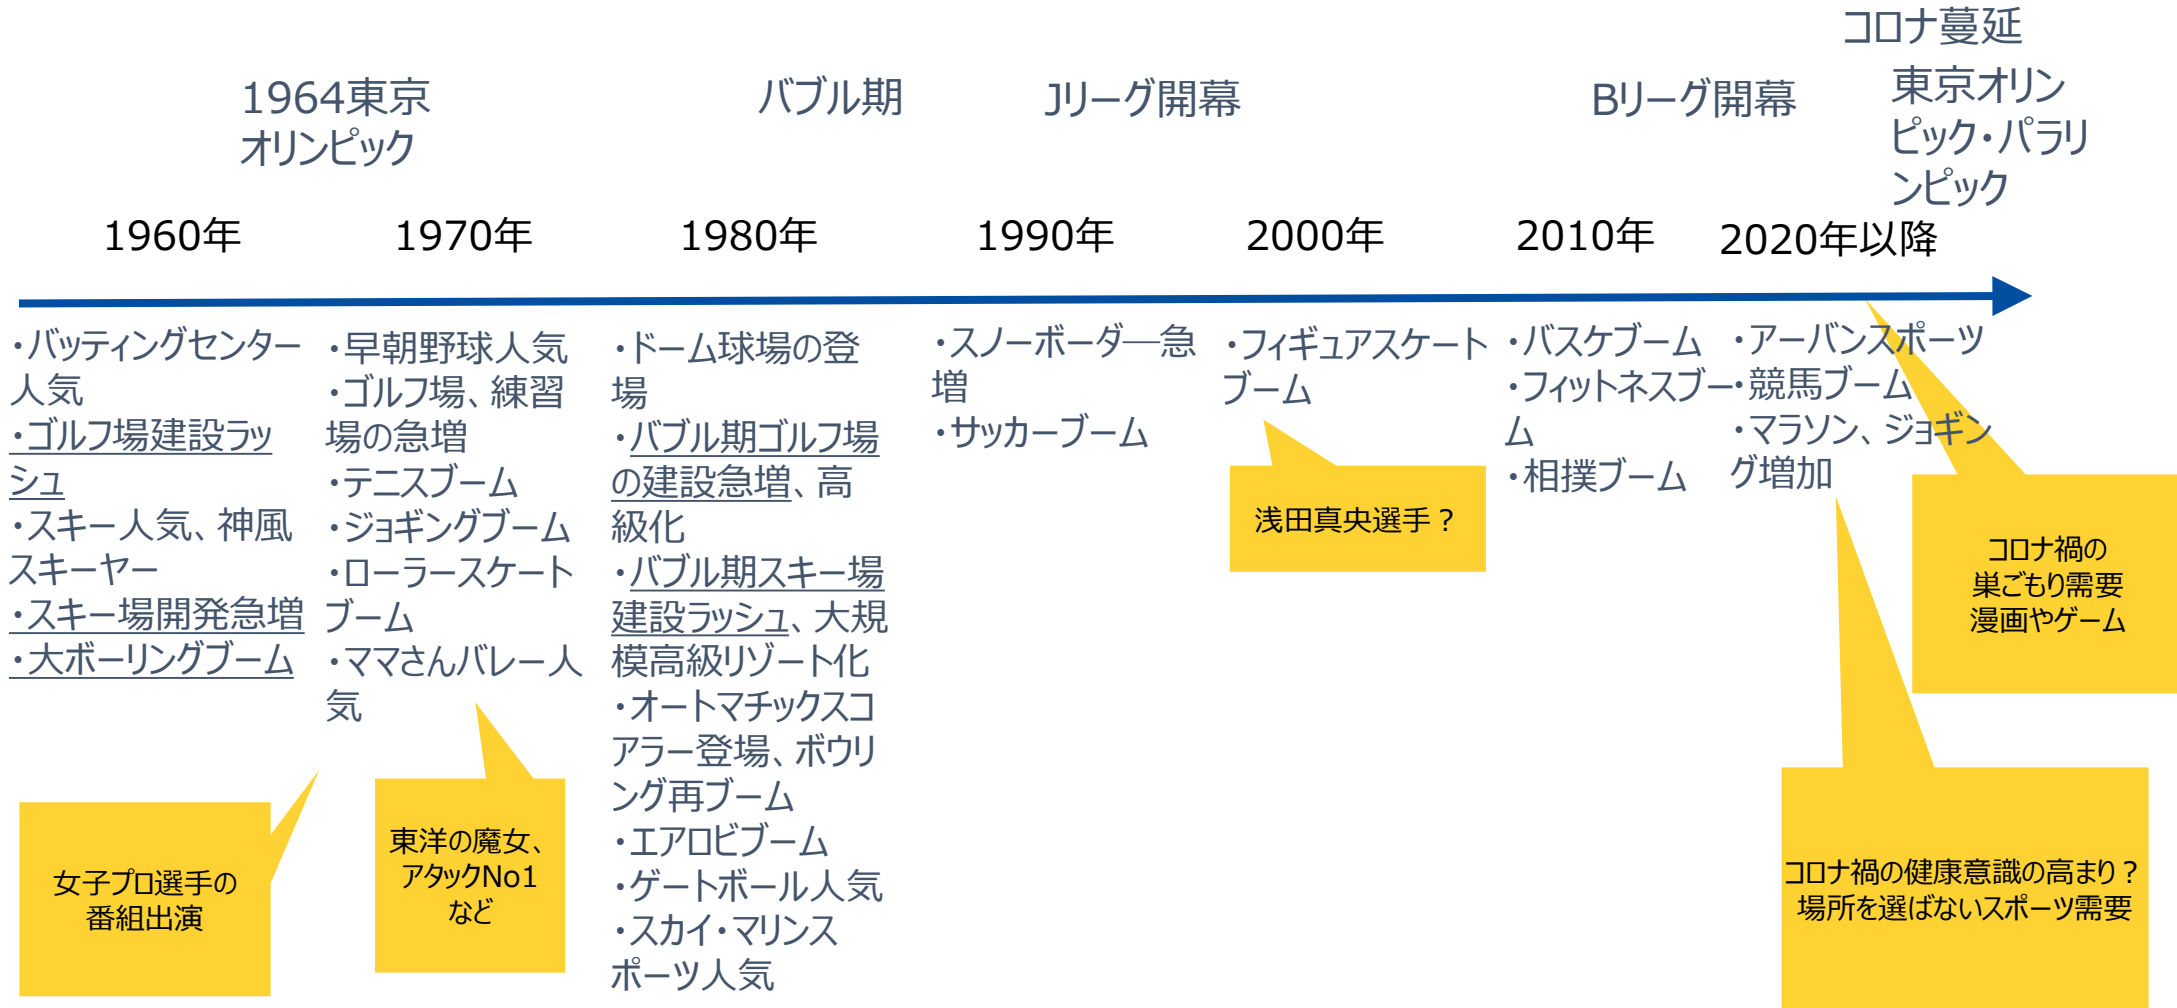 コロナ蔓延
1964東京
オリンピック
バブル期
Jリーグ開幕
Bリーグ開幕
東京オリン
ピック・パラリ
ンピック
1960年
1970年
1980年
1990年
2000年
2010年
2020年以降
・バッティングセンター
人気
・ゴルフ場建設ラッ
シュ
・スキー人気、神風
スキーヤー
・スキー場開発急増
・大ボーリングブーム
・早朝野球人気
・ゴルフ場、練習
場の急増
・テニスブーム
・ジョギングブーム
・ローラースケート
ブーム
・ママさんバレー人
気
・ドーム球場の登
場
・バブル期ゴルフ場
の建設急増、高
級化
・バブル期スキー場
建設ラッシュ、大規
模高級リゾート化
・オートマチックスコ
アラー登場、ボウリ
ング再ブーム
・エアロビブーム
・ゲートボール人気
・スカイ・マリンス
ポーツ人気
・スノーボーダ―急
増
・サッカーブーム
・フィギュアスケート
ブーム
・バスケブーム
・フィットネスブー
ム
・相撲ブーム
・アーバンスポーツ
・競馬ブーム
・マラソン、ジョギン
グ増加
女子プロ選手の
番組出演
東洋の魔女、
アタックNo1
など
浅田真央選手？
コロナ禍の
巣ごもり需要
漫画やゲーム
コロナ禍の健康意識の高まり？
場所を選ばないスポーツ需要